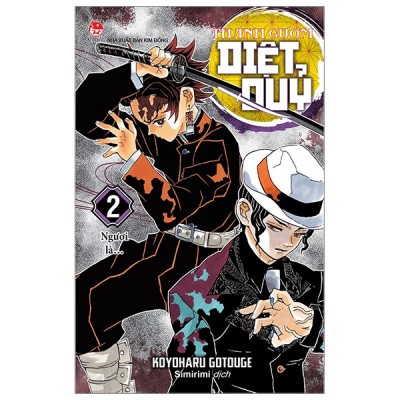 NHÀ XUẤT BẢN KIM ĐỒNG
THANH GƯƠM
DIỆT
QUỶ
2
Ngươi
là...
KOYOHARU GOTOUGE
Simirimi dịch